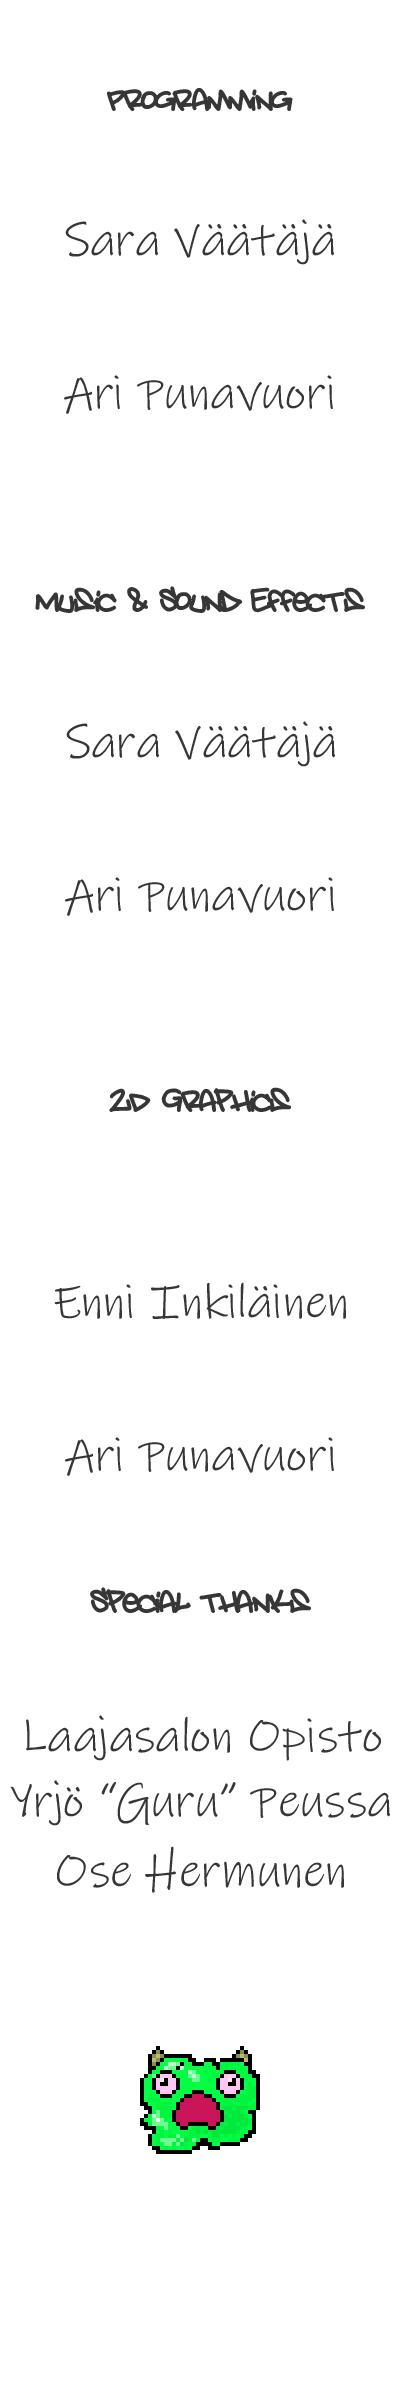 PROGRAMMING
Sara Väätäjä
Ari Punavuori
MUSIC & SOUND EFFECTS
Sara Väätäjä
Ari Punavuori
2D GRAPHICS
Enni Inkiläinen
Ari Punavuori
SPECIAL THANKS
Laajasalon Opisto
Yrjö “Guru” Peussa
Ose Hermunen